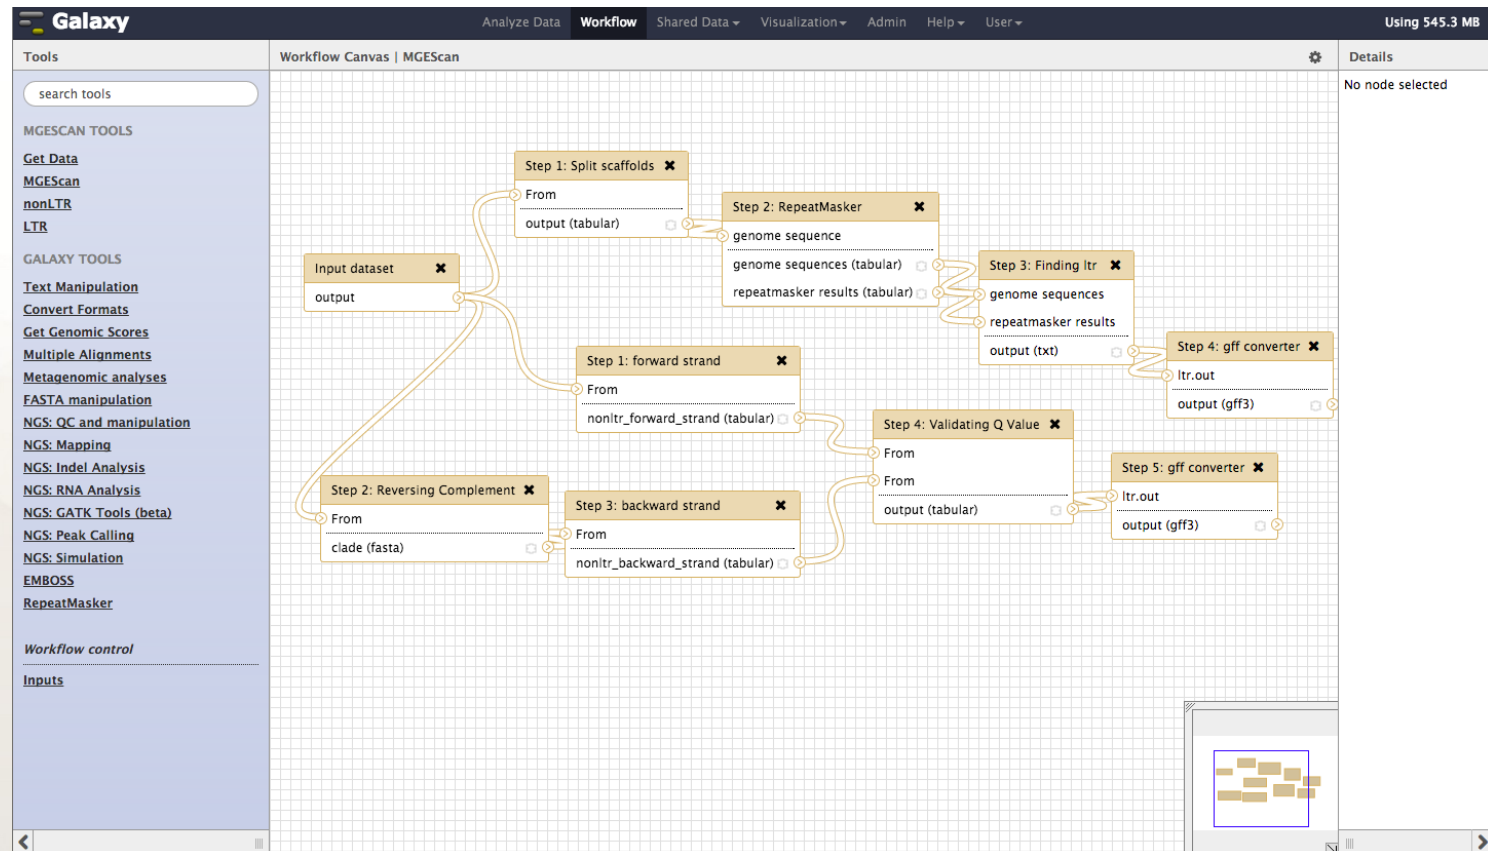 Galaxy
Analyze Data Workflow Shared Data Visualization Admin Help User
Using 545.3 MB
Tools
search tools
MGESCAN TOOLS
Get Data
MGEScan
nonLTR
LTR
GALAXY TOOLS
Text Manipulation
Convert Formats
Get Genomic Scores
Multiple Alignments
Metagenomic analyses
FASTA manipulation
NGS: QC and manipulation
NGS: Mapping
NGS: Indel Analysis
NGS: RNA Analysis
NGS: GATK Tools (beta)
NGS: Peak Calling
NGS: Simulation
EMBOSS
RepeatMasker
Workflow control
Inputs
Workflow Canvas | MGEScan
Input dataset
output
Step 1: Split scaffolds
From
output (tabular)
Step 2: RepeatMasker
genome sequence
genome sequences (tabular)
repeatmasker results (tabular)
Step 3: Finding ltr
genome sequences
repeatmasker results
output (txt)
Step 4: gff converter
ltr.out
output (gff3)
Step 1: forward strand
From
nonltr_forward_strand (tabular)
Step 2: Reversing Complement
From
clade (fasta)
Step 3: backward strand
From
nonltr_backward_strand (tabular)
Step 4: Validating Q Value
From
From
output (tabular)
Step 5: gff converter
ltr.out
output (gff3)
Details
No node selected